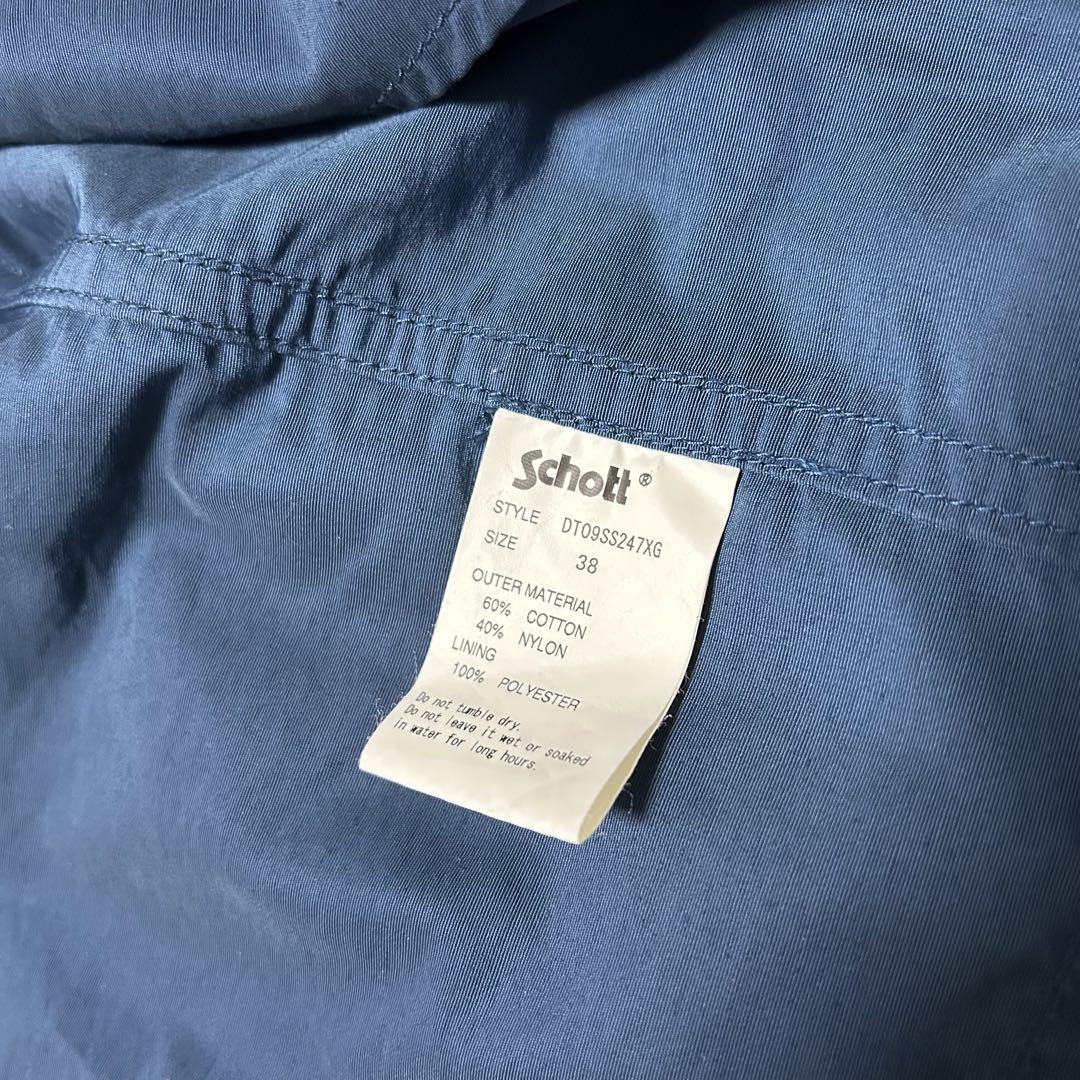 Schott®
STYLE DT09SS247XG
SIZE 38
OUTER MATERIAL
60% COTTON
40% NYLON
LINING
100% POLYESTER
Do not tumble dry.
Do not leave it wet or soaked
in water for long hours.